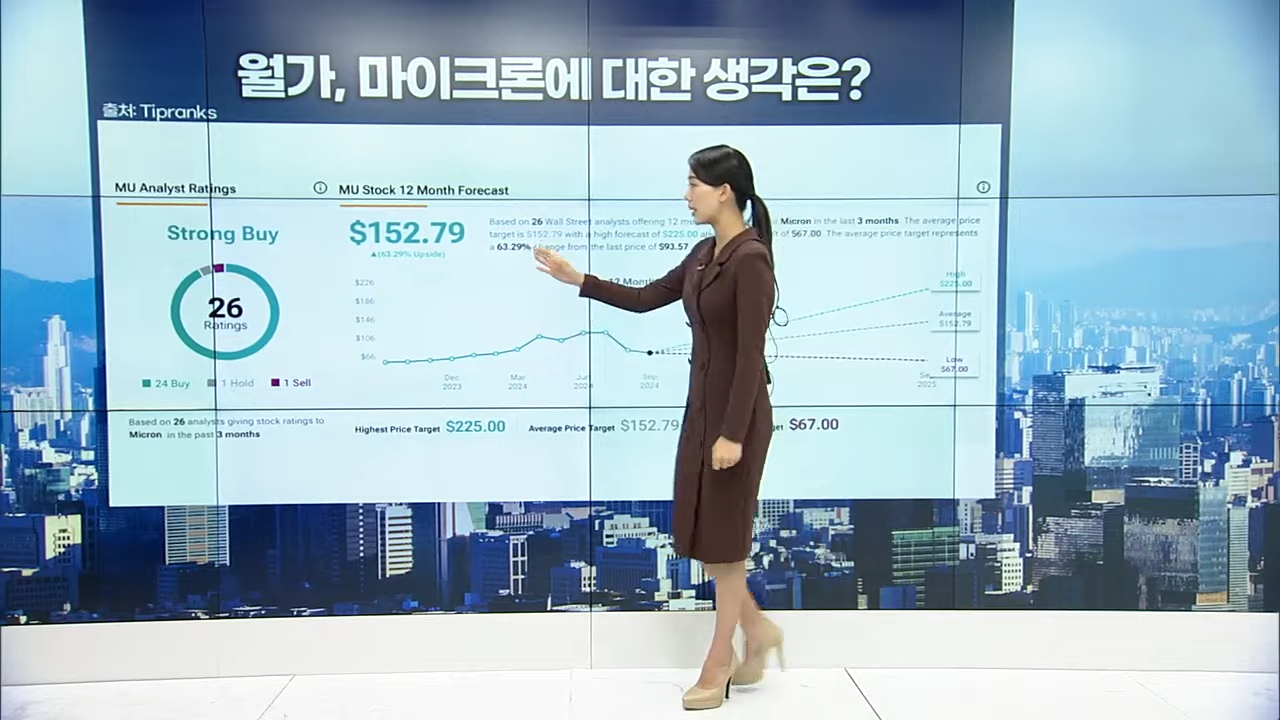 월가, 마이크론에 대한 생각은?
출처: Tipranks
MU Analyst Ratings
MU Stock 12 Month Forecast
Strong Buy
26
Ratings
24 Buy 1 Hold 1 Sell
Based on 26 analysts giving stock ratings to
Micron in the past 3 months
$152.79
▲(63.29% Upside)
Based on 26 Wall Street analysts offering 12 Micron in the last 3 months. The average price
target is $152.79 with a high forecast of $225.00 of $67.00. The average price target represents
a 63.29% change from the last price of $93.57
12
$226
$186
$146
$106
$66
Dec 2023
Mar 2024
Jun 2024
Sep 2024
2025
High $225.00
Average $152.79
Low $67.00
Highest Price Target $225.00 Average Price Target $152.79 $67.00